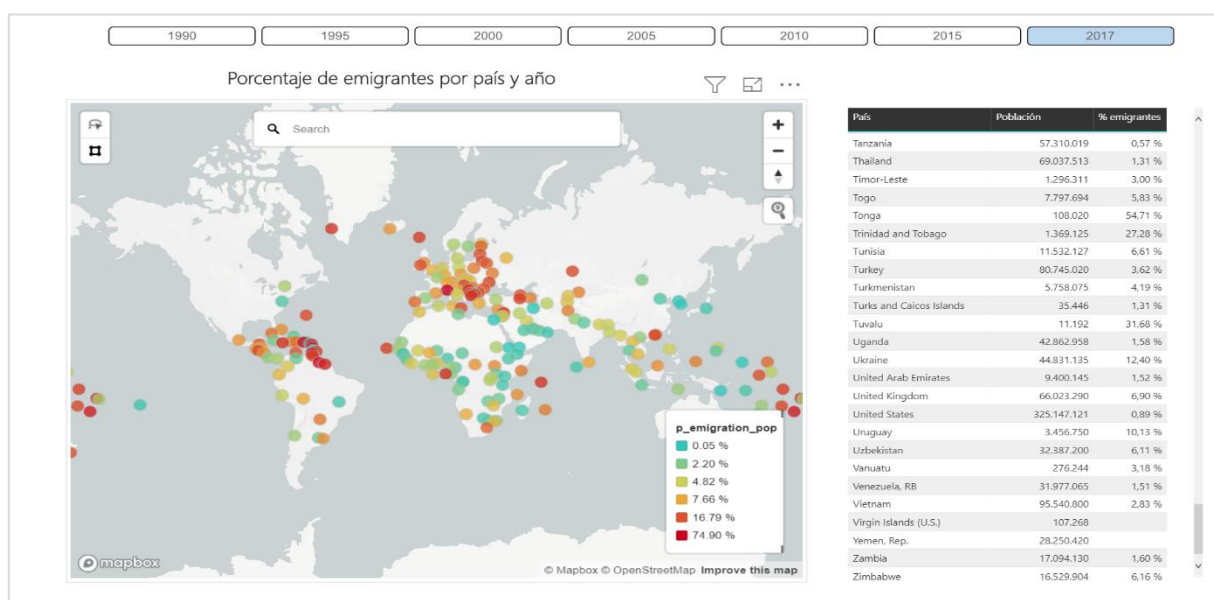 1990 1995 2000 2005 2010 2015 2017
Porcentaje de emigrantes por país y año
Search
p_emigration_pop
0.05 %
2.20 %
4.82 %
7.66 %
16.79 %
74.90 %
mapbox
© Mapbox © OpenStreetMap Improve this map
País Población % emigrantes
Tanzania 57.310.019 0,57 %
Thailand 69.037.513 1,31 %
Timor-Leste 1.296.311 3,00 %
Togo 7.797.694 5,83 %
Tonga 108.020 54,71 %
Trinidad and Tobago 1.369.125 27,28 %
Tunisia 11.532.127 6,61 %
Turkey 80.745.020 3,62 %
Turkmenistan 5.758.075 4,19 %
Turks and Caicos Islands 35.446 1,31 %
Tuvalu 11.192 31,68 %
Uganda 42.862.958 1,58 %
Ukraine 44.831.135 12,40 %
United Arab Emirates 9.400.145 1,52 %
United Kingdom 66.023.290 6,90 %
United States 325.147.121 0,89 %
Uruguay 3.456.750 10,13 %
Uzbekistan 32.387.200 6,11 %
Vanuatu 276.244 3,18 %
Venezuela, RB 31.977.065 1,51 %
Vietnam 95.540.800 2,83 %
Virgin Islands (U.S.) 107.268
Yemen, Rep. 28.250.420
Zambia 17.094.130 1,60 %
Zimbabwe 16.529.904 6,16 %